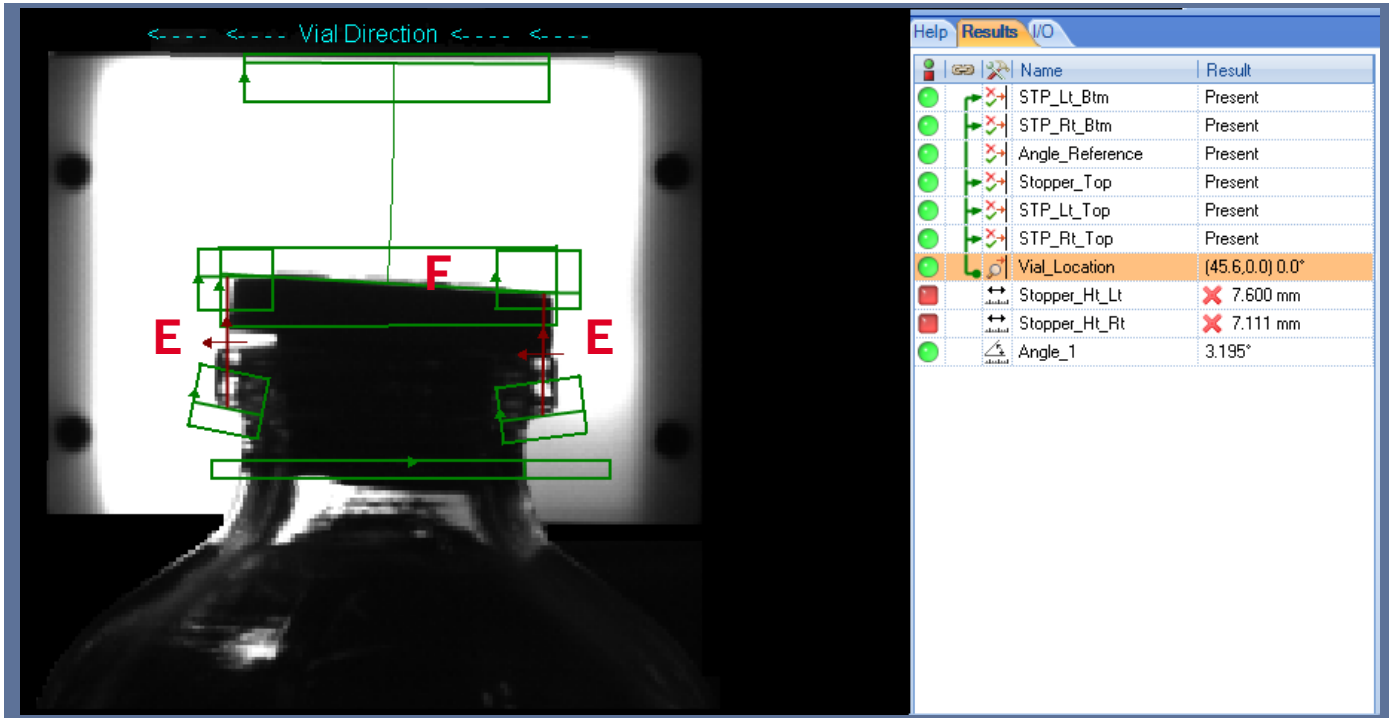 <---- <---- Vial Direction <---- <----
F
E E
Help Results I/O
Name Result
STP_Lt_Btm Present
STP_Rt_Btm Present
Angle_Reference Present
Stopper_Top Present
STP_Lt_Top Present
STP_Rt_Top Present
Vial_Location (45.6,0.0) 0.0°
Stopper_Ht_Lt 7.600 mm
Stopper_Ht_Rt 7.111 mm
Angle_1 3.195°